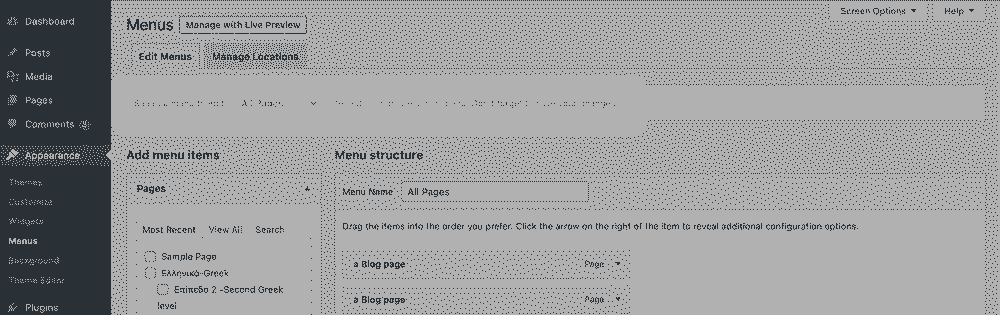 Dashboard
Posts
Media
Pages
Comments
Appearance
Themes
Customize
Widgets
Menus
Background
Theme Editor
Plugins
Screen Options ▼
Help ▼
Menus
Manage with Live Preview
Edit Menus
Manage Locations
All Pages
Add menu items
Pages
Most Recent
View All
Search
Sample Page
Ελληνικά-Greek
Επίπεδο 2 -Second Greek
level
Menu structure
Menu Name
All Pages
Drag the items into the order you prefer. Click the arrow on the right of the item to reveal additional configuration options.
a Blog page
Page
a Blog page
Page